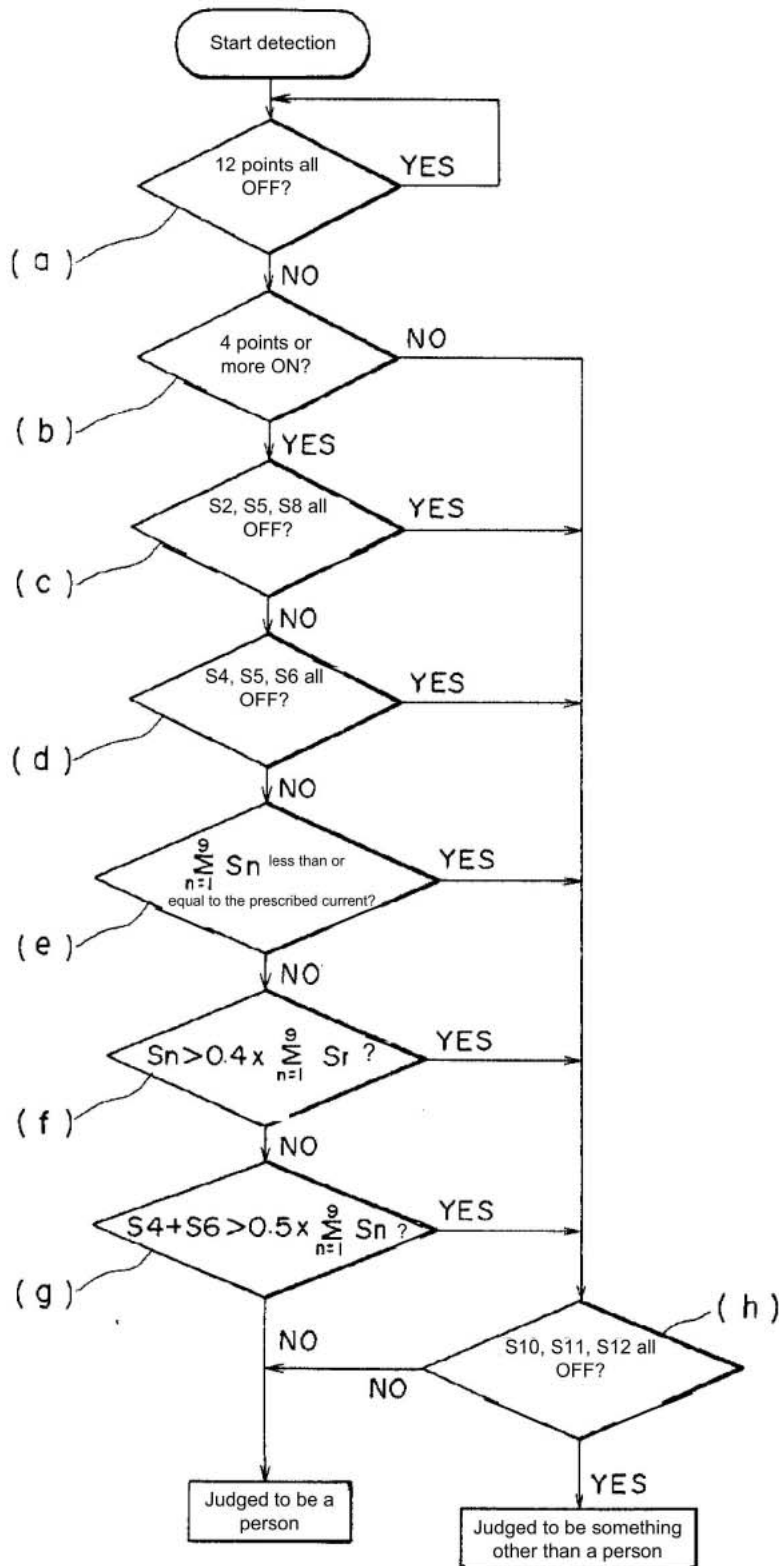 Start detection
12 points all
OFF?
YES
(a)
NO
4 points or
more ON?
NO
(b)
YES
S2, S5, S8 all
OFF?
YES
(c)
NO
S4, S5, S6 all
OFF?
YES
(d)
NO
9
M Sn less than or
n=1
equal to the prescribed current?
YES
(e)
NO
9
Sn>0.4x M Sr ?
n=1
YES
(f)
NO
9
S4+S6>0.5x M Sn ?
n=1
YES
(g)
NO
(h)
S10, S11, S12 all
OFF?
NO
YES
Judged to be a
person
Judged to be something
other than a person